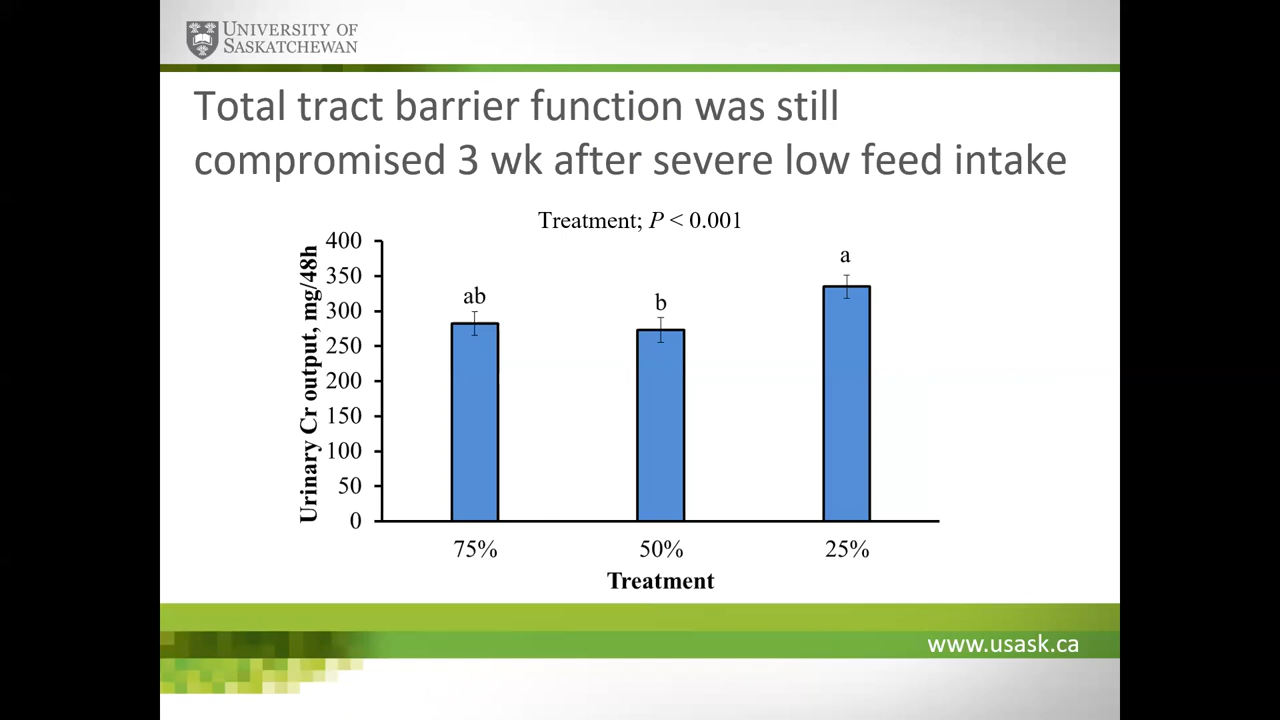 UNIVERSITY OF
SASKATCHEWAN
Total tract barrier function was still
compromised 3 wk after severe low feed intake
Treatment; P < 0.001
Urinary Cr output, mg/48h
400
350
300
250
200
150
100
50
0
ab
b
a
75%
50%
25%
Treatment
www.usask.ca